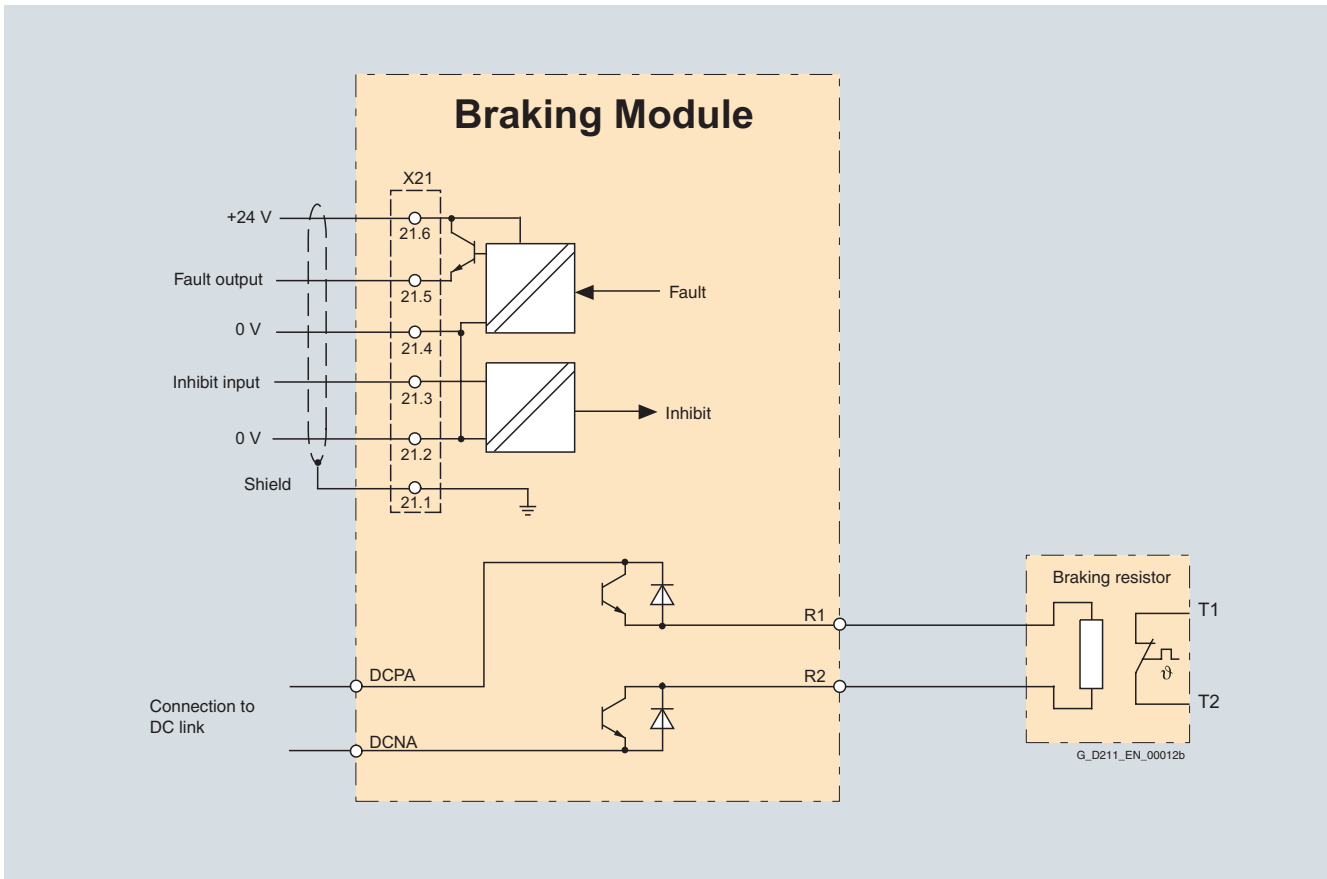 Braking Module
X21
+24 V
21.6
Fault output
21.5
Fault
0 V
21.4
Inhibit input
21.3
Inhibit
0 V
21.2
Shield
21.1
Braking resistor
R1
T1
DCPA
R2
ϑ
T2
Connection to
DC link
DCNA
G_D211_EN_00012b